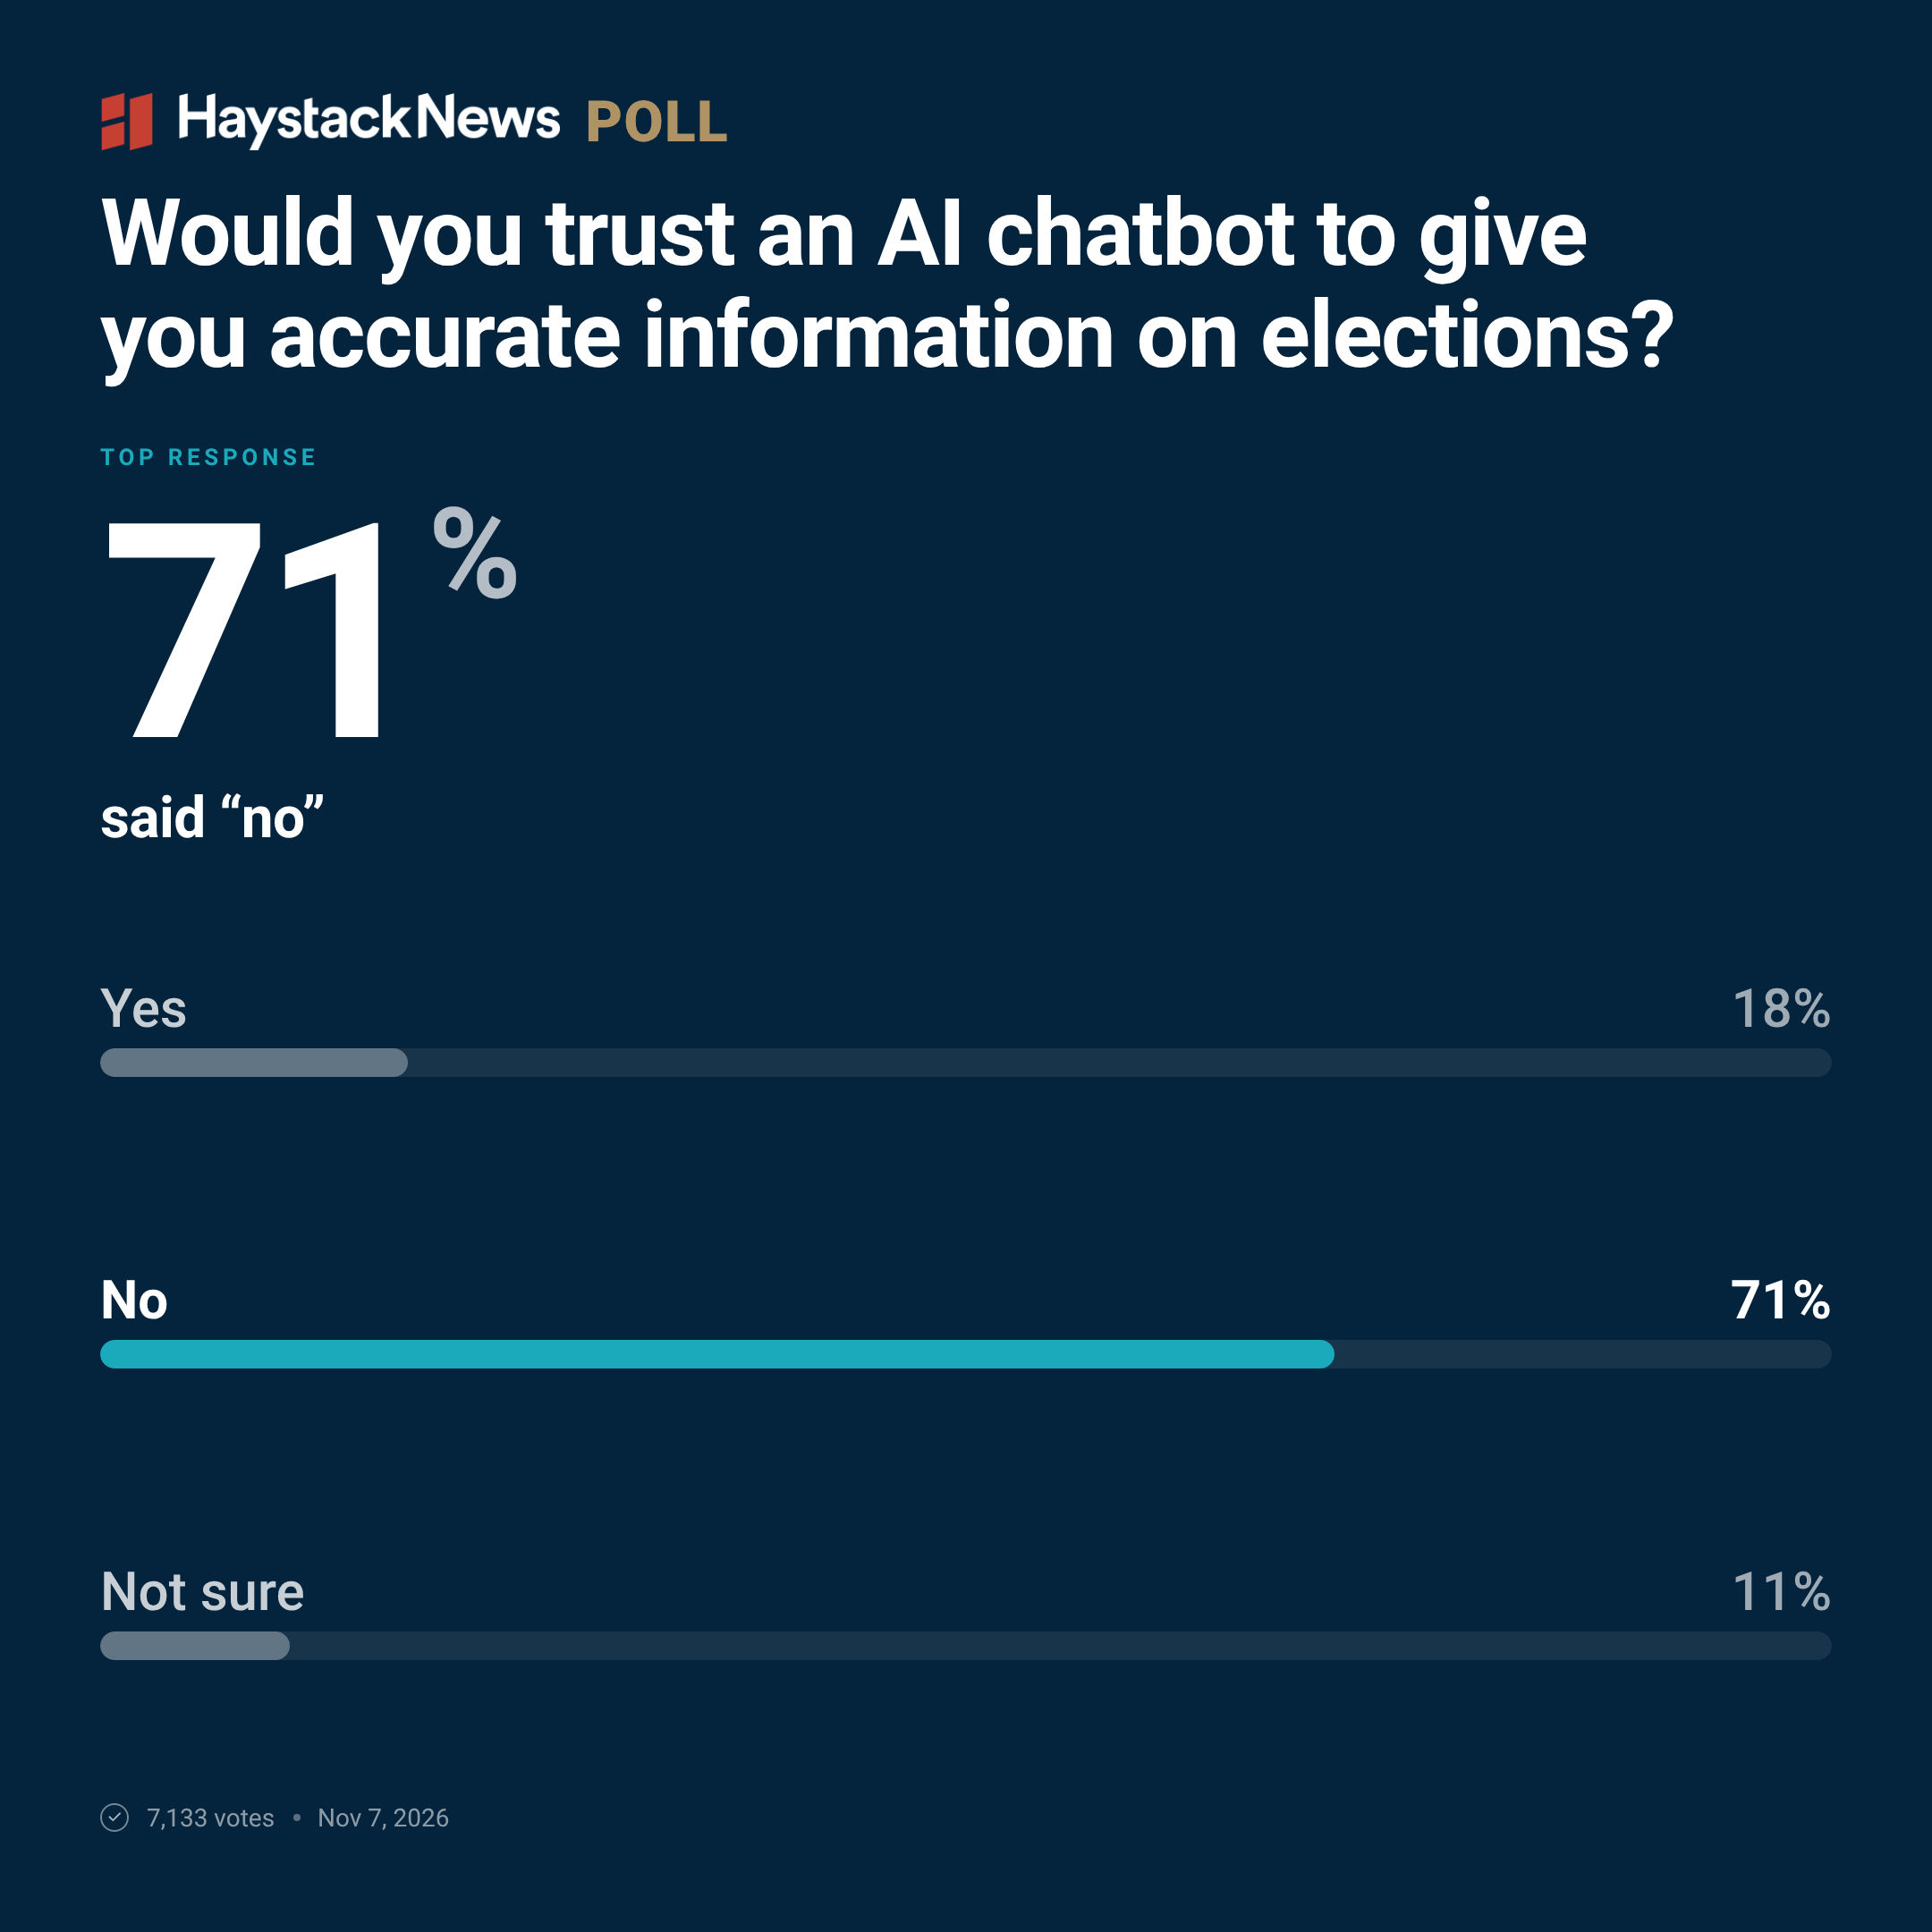 HaystackNews POLL
Would you trust an AI chatbot to give
you accurate information on elections?
TOP RESPONSE
71%
said “no”
Yes 18%
No 71%
Not sure 11%
7,133 votes • Nov 7, 2026